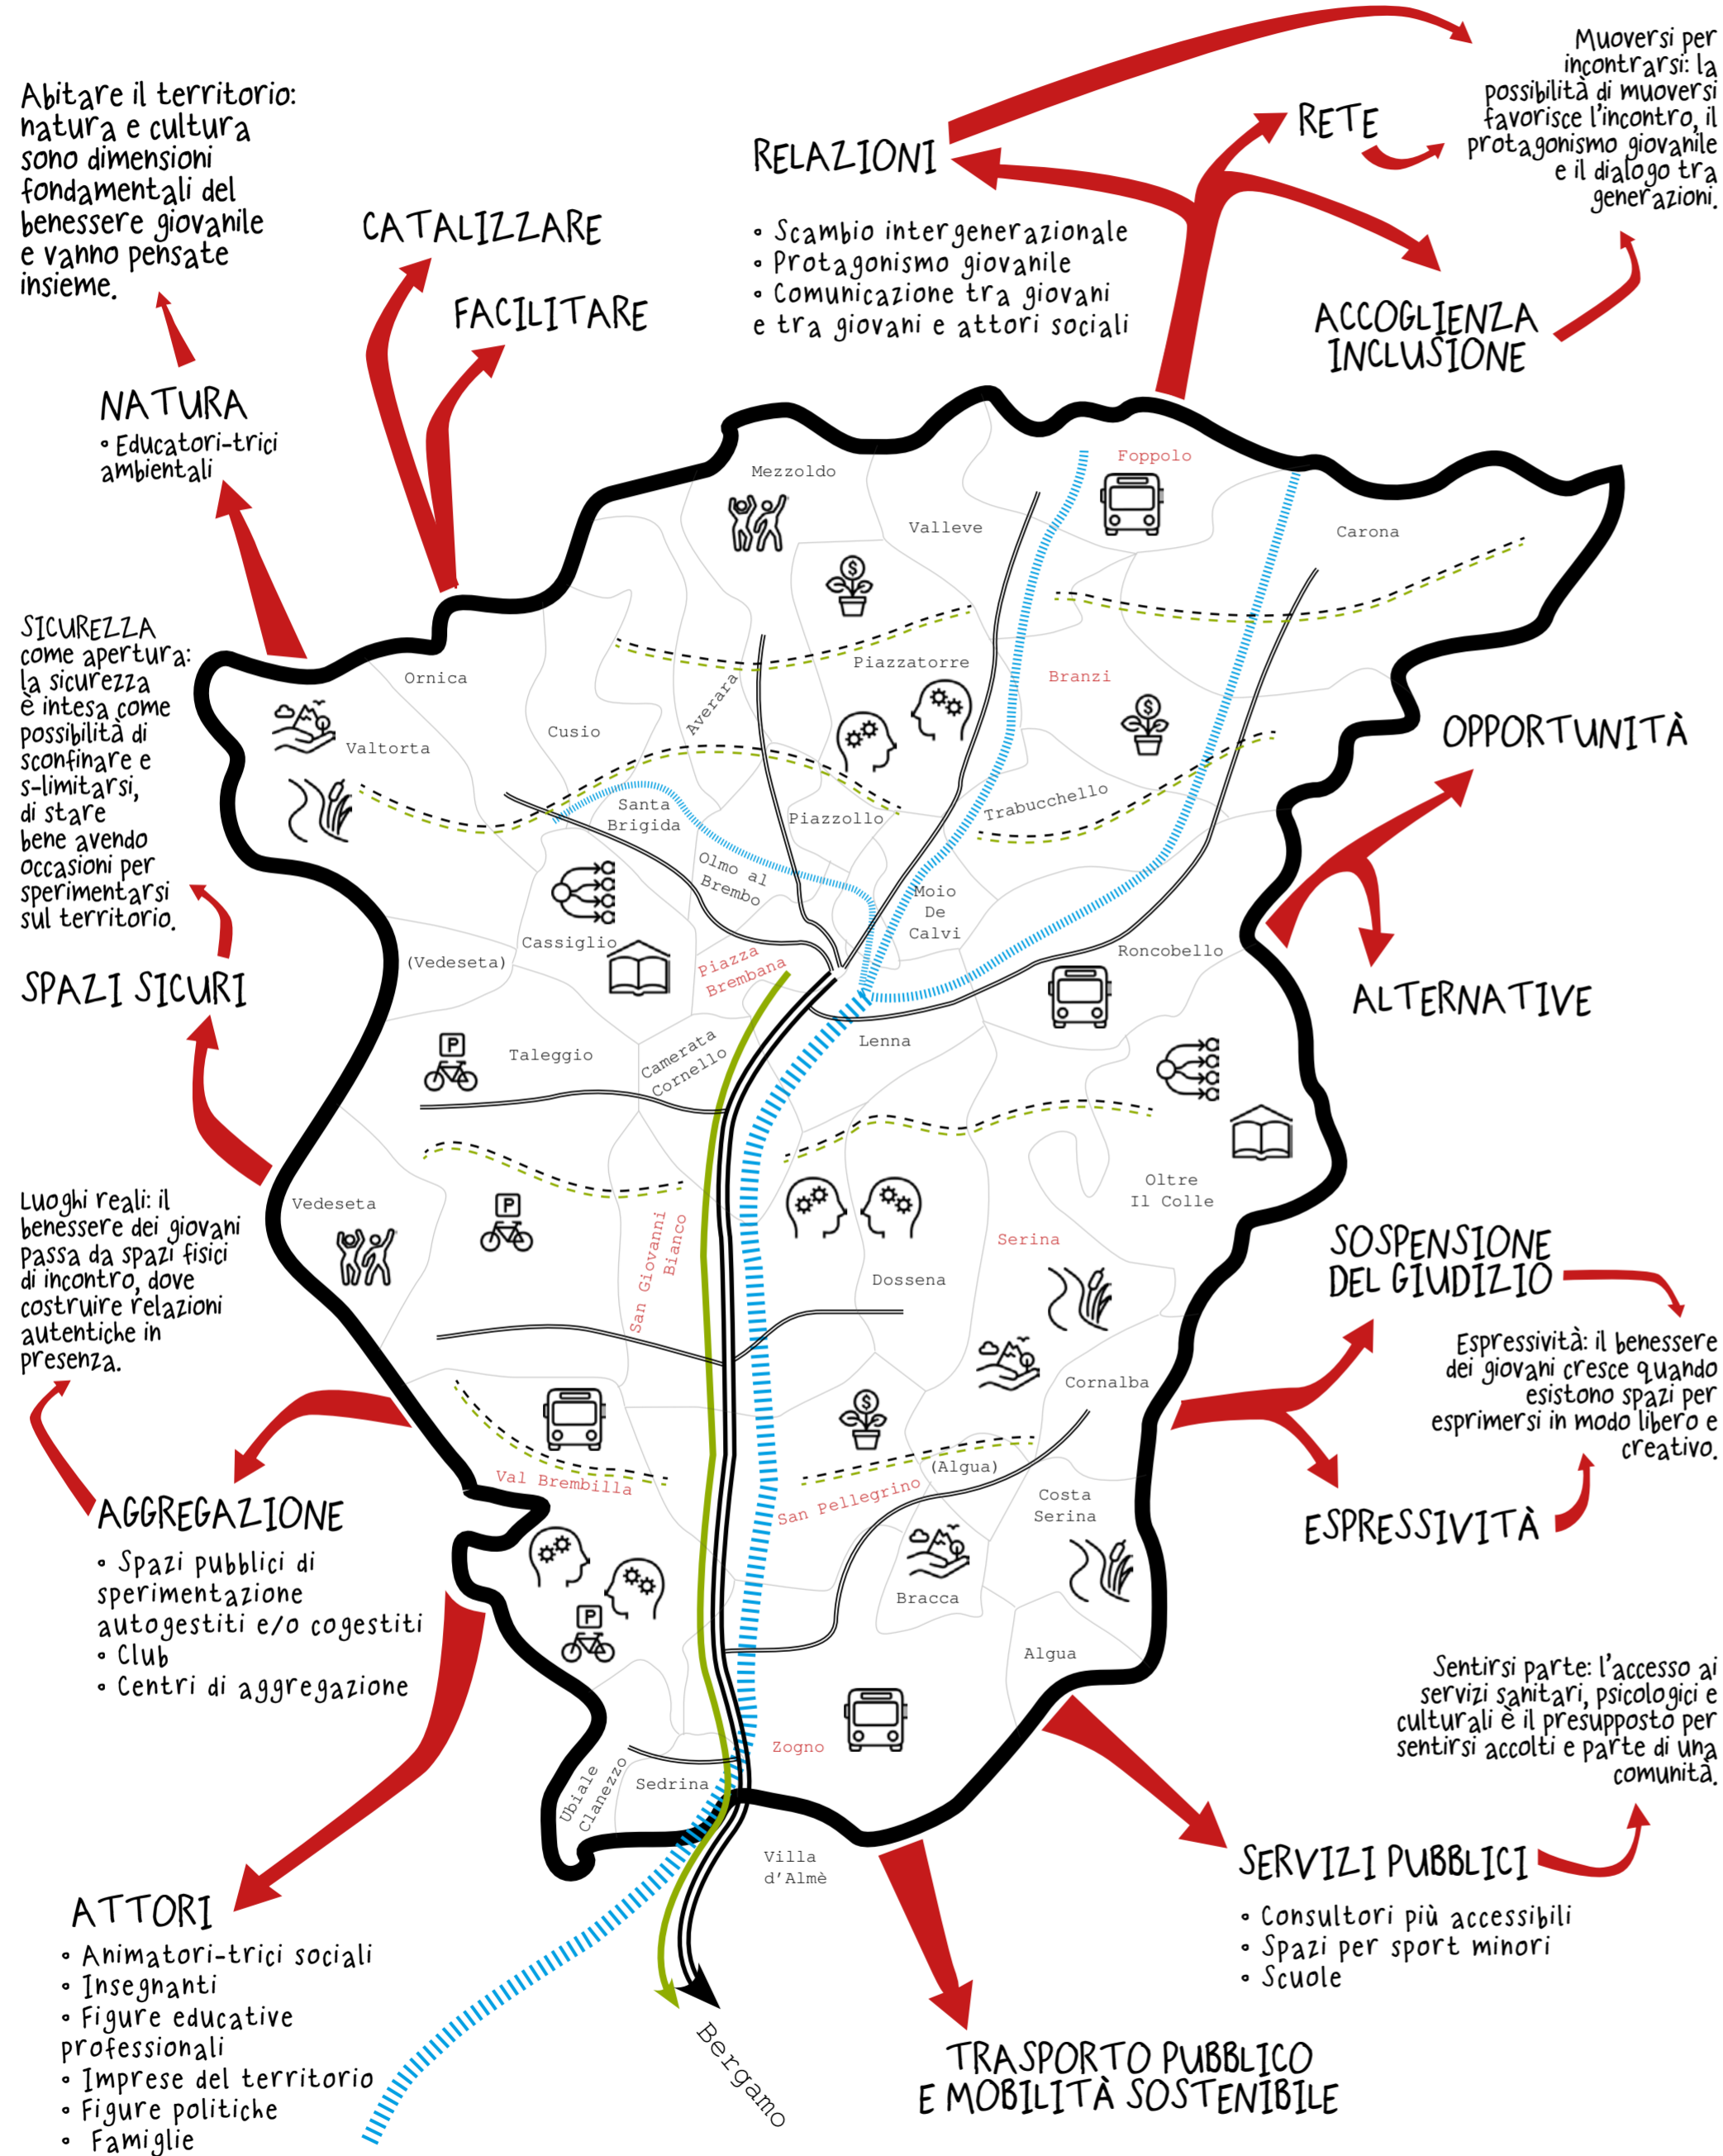 Abitare il territorio:
natura e cultura
sono dimensioni
fondamentali del
benessere giovanile
e vanno pensate
insieme.
CATALIZZARE
FACILITARE
NATURA
• Educatori-trici
ambientali
RELAZIONI
• Scambio intergenerazionale
• Protagonismo giovanile
• Comunicazione tra giovani
e tra giovani e attori sociali
RETE
Muoversi per
incontrarsi: la
possibilità di muoversi
favorisce l'incontro, il
protagonismo giovanile
e il dialogo tra
generazioni.
ACCOGLIENZA
INCLUSIONE
SICUREZZA
come apertura:
la sicurezza
è intesa come
possibilità di
sconfinare e
s-limitarsi,
di stare
bene avendo
occasioni per
sperimentarsi
sul territorio.
SPAZI SICURI
Luoghi reali: il
benessere dei giovani
passa da spazi fisici
di incontro, dove
costruire relazioni
autentiche in
presenza.
AGGREGAZIONE
• Spazi pubblici di
sperimentazione
autogestiti e/o cogestiti
• Club
• Centri di aggregazione
ATTORI
• Animatori-trici sociali
• Insegnanti
• Figure educative
professionali
• Imprese del territorio
• Figure politiche
• Famiglie
Mezzoldo
Foppolo
Valleve
Carona
$
Piazzatorre
Ornica
Branzi
Averara
Cusio
Valtorta
$
Santa
Brigida
Piazzollo
Trabucchello
Olmo al
Brembo
Moio
De
Calvi
Cassiglio
(Vedeseta)
Piazza
Brembana
Roncobello
Lenna
P
Taleggio
Camerata
Cornello
Oltre
Il Colle
Vedeseta
P
San Giovanni
Bianco
Serina
Dossena
Cornalba
$
(Algua)
Val Brembilla
San Pellegrino
Costa
Serina
Bracca
P
Algua
Zogno
Ubiale
Clanezzo
Sedrina
Villa
d'Almè
Bergamo
OPPORTUNITÀ
ALTERNATIVE
SOSPENSIONE
DEL GIUDIZIO
Espressività: il benessere
dei giovani cresce quando
esistono spazi per
esprimersi in modo libero e
creativo.
ESPRESSIVITÀ
Sentirsi parte: l'accesso ai
servizi sanitari, psicologici e
culturali è il presupposto per
sentirsi accolti e parte di una
comunità.
SERVIZI PUBBLICI
• Consultori più accessibili
• Spazi per sport minori
• Scuole
TRASPORTO PUBBLICO
E MOBILITÀ SOSTENIBILE